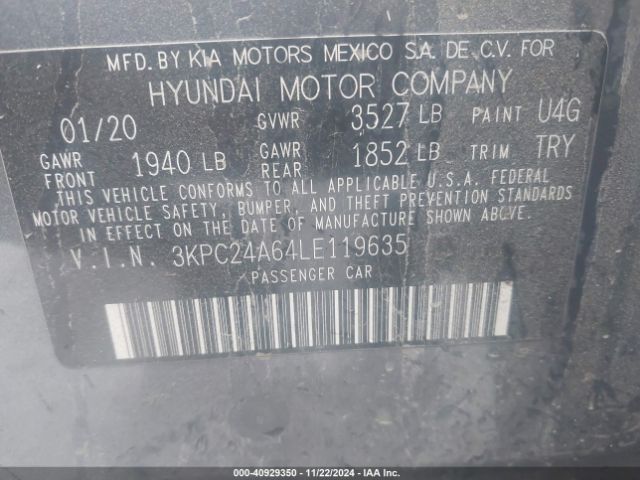 MFD. BY KIA MOTORS MEXICO S.A. DE C.V. FOR
HYUNDAI MOTOR COMPANY
01/20 GVWR 3527 LB PAINT U4G
GAWR FRONT 1940 LB GAWR REAR 1852 LB TRIM TRY
THIS VEHICLE CONFORMS TO ALL APPLICABLE U.S.A. FEDERAL
MOTOR VEHICLE SAFETY, BUMPER, AND THEFT PREVENTION STANDARDS
IN EFFECT ON THE DATE OF MANUFACTURE SHOWN ABOVE.
V.I.N. 3KPC24A64LE119635
PASSENGER CAR
000-40929350 - 11/22/2024 - IAA Inc.